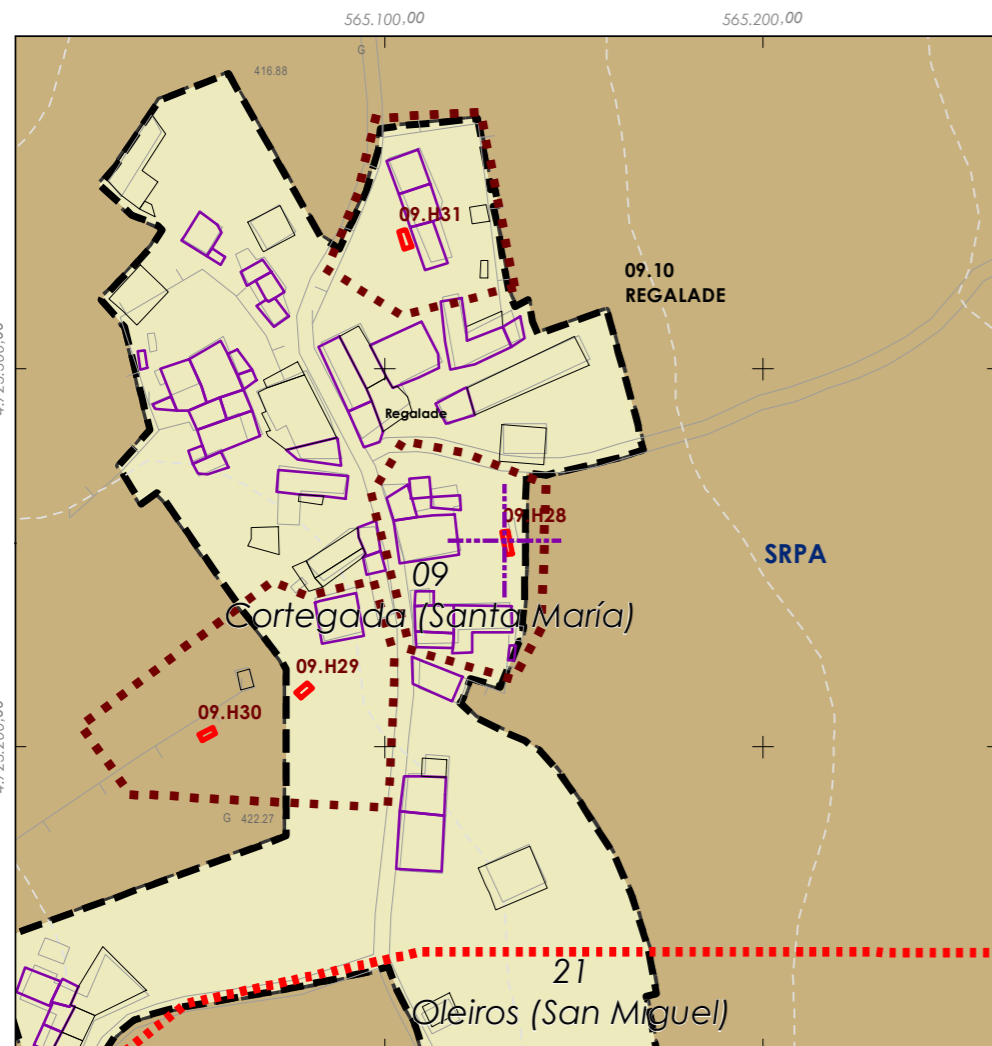 565.100,00
565.200,00
G
416.88
09.H31
09.10
REGALADE
Regalade
09.H28
SRPA
09
Cortegada (Santa María)
09.H29
09.H30
G 422.27
21
Oleiros (San Miguel)